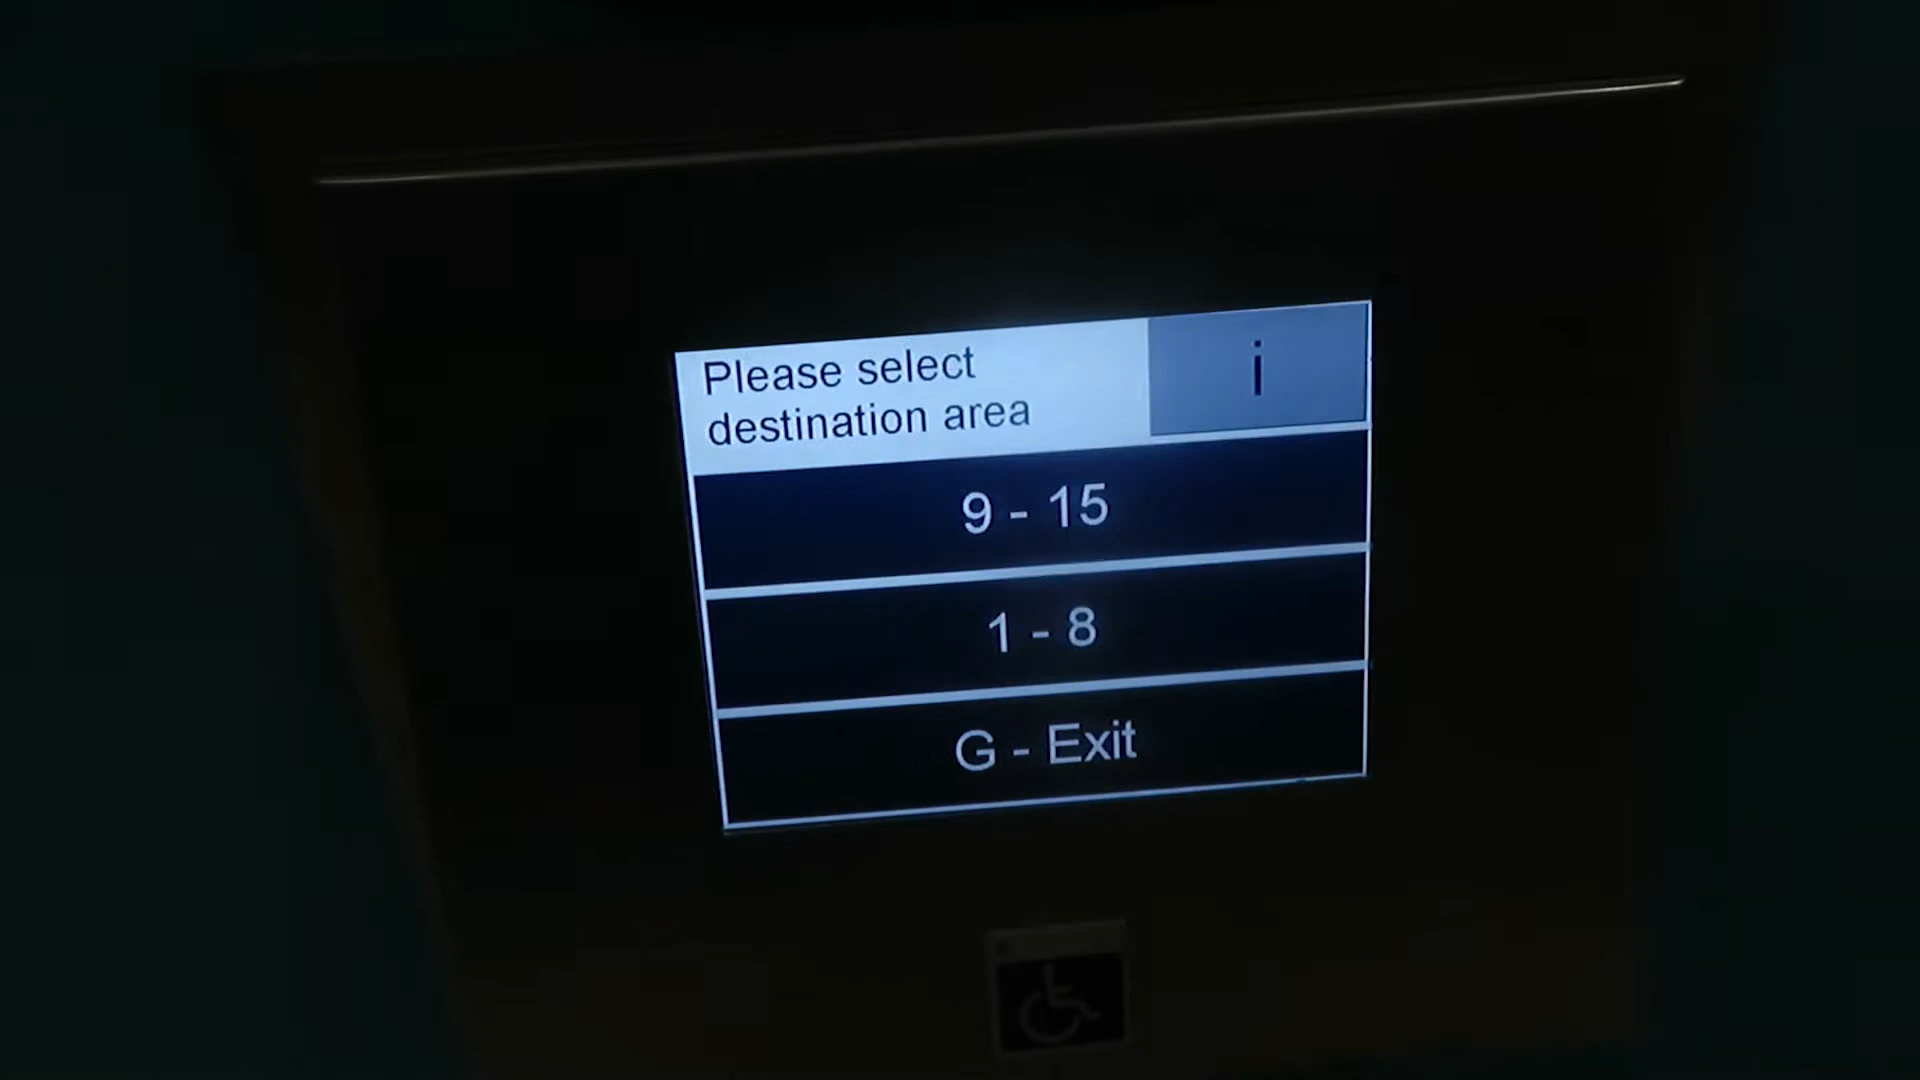 Please select
destination area
i
9 - 15
1 - 8
G - Exit